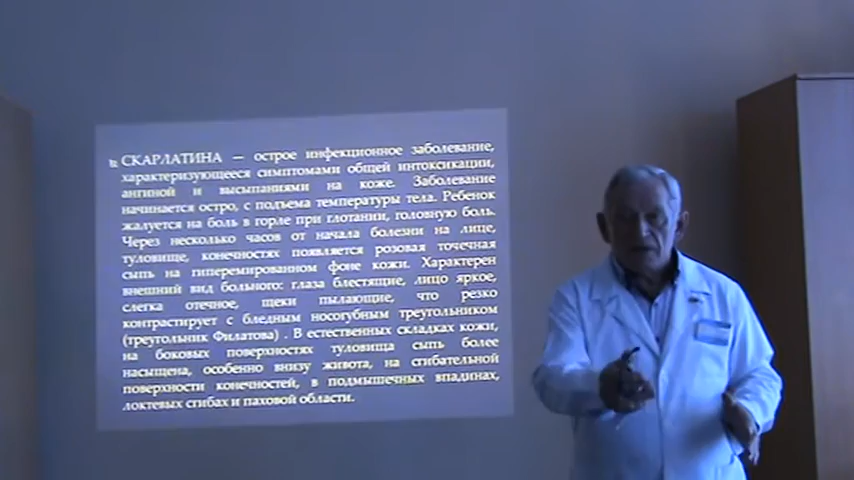 СКАРЛАТИНА — острое инфекционное заболевание,
характеризующееся симптомами общей интоксикации,
ангиной и высыпаниями на коже. Заболевание
начинается остро, с подъема температуры тела. Ребенок
жалуется на боль в горле при глотании, головную боль.
Через несколько часов от начала болезни на лице,
туловище, конечностях появляется розовая точечная
сыпь на гиперемированном фоне кожи. Характерен
внешний вид больного: глаза блестящие, лицо яркое,
слегка отечное, щеки пылающие, что резко
контрастирует с бледным носогубным треугольником
(треугольник Филатова) . В естественных складках кожи,
на боковых поверхностях туловища сыпь более
насыщена, особенно внизу живота, на сгибательной
поверхности конечностей, в подмышечных впадинах,
локтевых сгибах и паховой области.